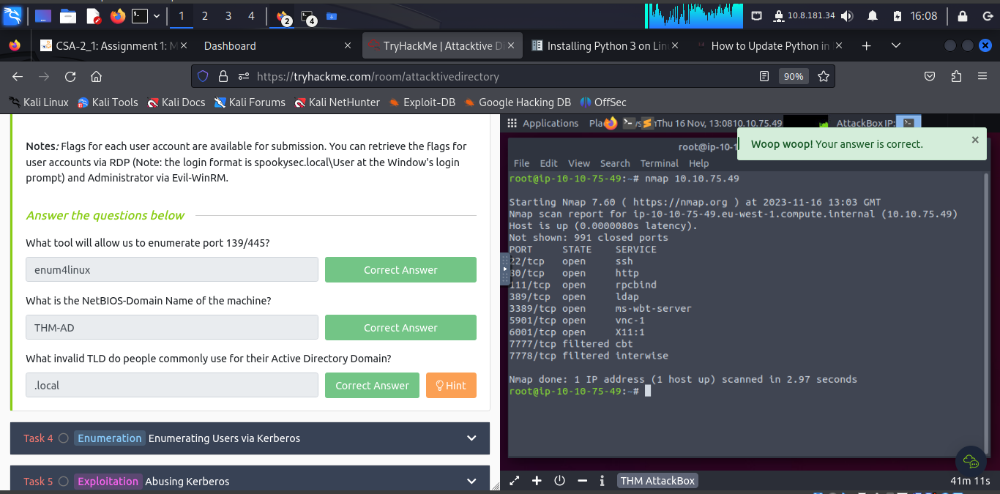 1 2 3 4 2 4 10.8.181.34 16:08
CSA-2_1: Assignment 1: M
Dashboard
TryHackMe | Attacktive Di
Installing Python 3 on Lin
How to Update Python in
https://tryhackme.com/room/attacktivedirectory
90%
Kali Linux
Kali Tools
Kali Docs
Kali Forums
Kali NetHunter
Exploit-DB
Google Hacking DB
OffSec
Notes: Flags for each user account are available for submission. You can retrieve the flags for
user accounts via RDP (Note: the login format is spookysec.local\User at the Window's login
prompt) and Administrator via Evil-WinRM.
Answer the questions below
What tool will allow us to enumerate port 139/445?
enum4linux
Correct Answer
What is the NetBIOS-Domain Name of the machine?
THM-AD
Correct Answer
What invalid TLD do people commonly use for their Active Directory Domain?
.local
Correct Answer
Hint
Task 4 Enumeration Enumerating Users via Kerberos
Task 5 Exploitation Abusing Kerberos
Applications Pla Thu 16 Nov, 13:08 10.10.75.49 AttackBox IP:
Woop woop! Your answer is correct.
root@ip-10-1
File Edit View Search Terminal Help
root@ip-10-10-75-49:~# nmap 10.10.75.49
Starting Nmap 7.60 ( https://nmap.org ) at 2023-11-16 13:03 GMT
Nmap scan report for ip-10-10-75-49.eu-west-1.compute.internal (10.10.75.49)
Host is up (0.0000080s latency).
Not shown: 991 closed ports
PORT STATE SERVICE
22/tcp open ssh
80/tcp open http
111/tcp open rpcbind
389/tcp open ldap
3389/tcp open ms-wbt-server
5901/tcp open vnc-1
6001/tcp open X11:1
7777/tcp filtered cbt
7778/tcp filtered interwise
Nmap done: 1 IP address (1 host up) scanned in 2.97 seconds
root@ip-10-10-75-49:~#
THM AttackBox
41m 11s